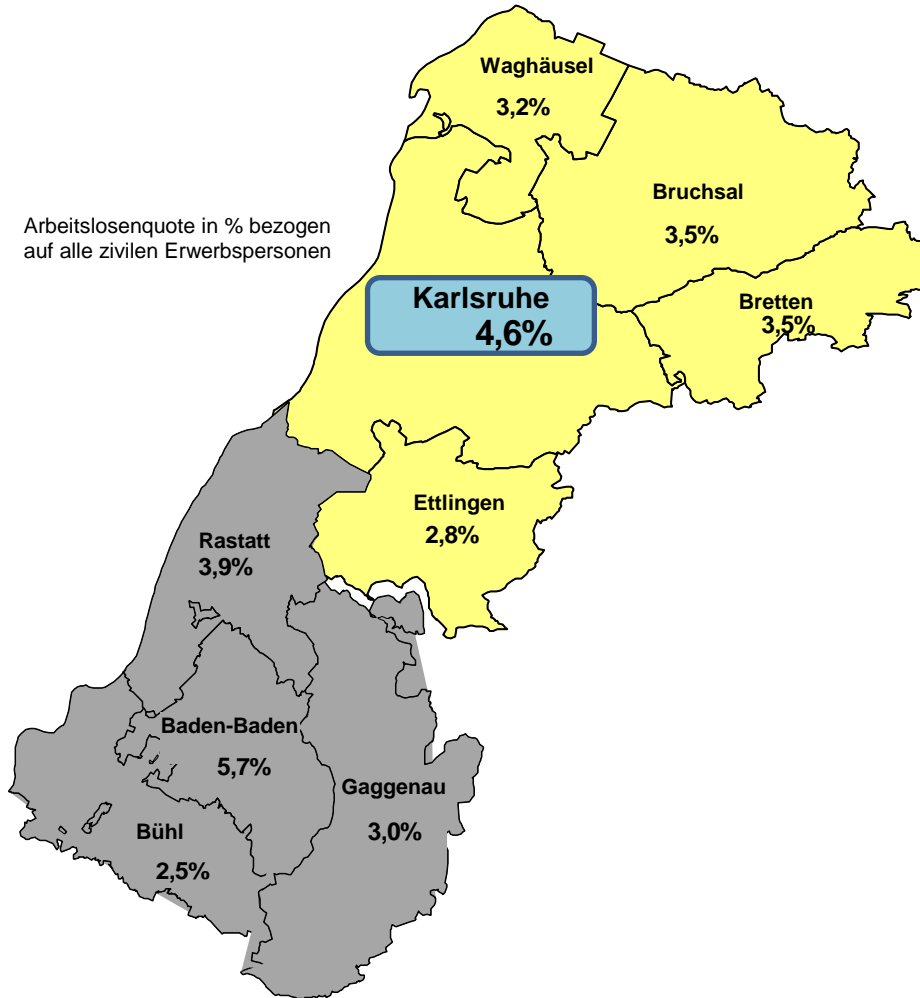 Waghäusel
3,2%
Bruchsal
3,5%
Arbeitslosenquote in % bezogen
auf alle zivilen Erwerbspersonen
Karlsruhe
4,6%
Bretten
3,5%
Ettlingen
2,8%
Rastatt
3,9%
Baden-Baden
5,7%
Gaggenau
3,0%
Bühl
2,5%